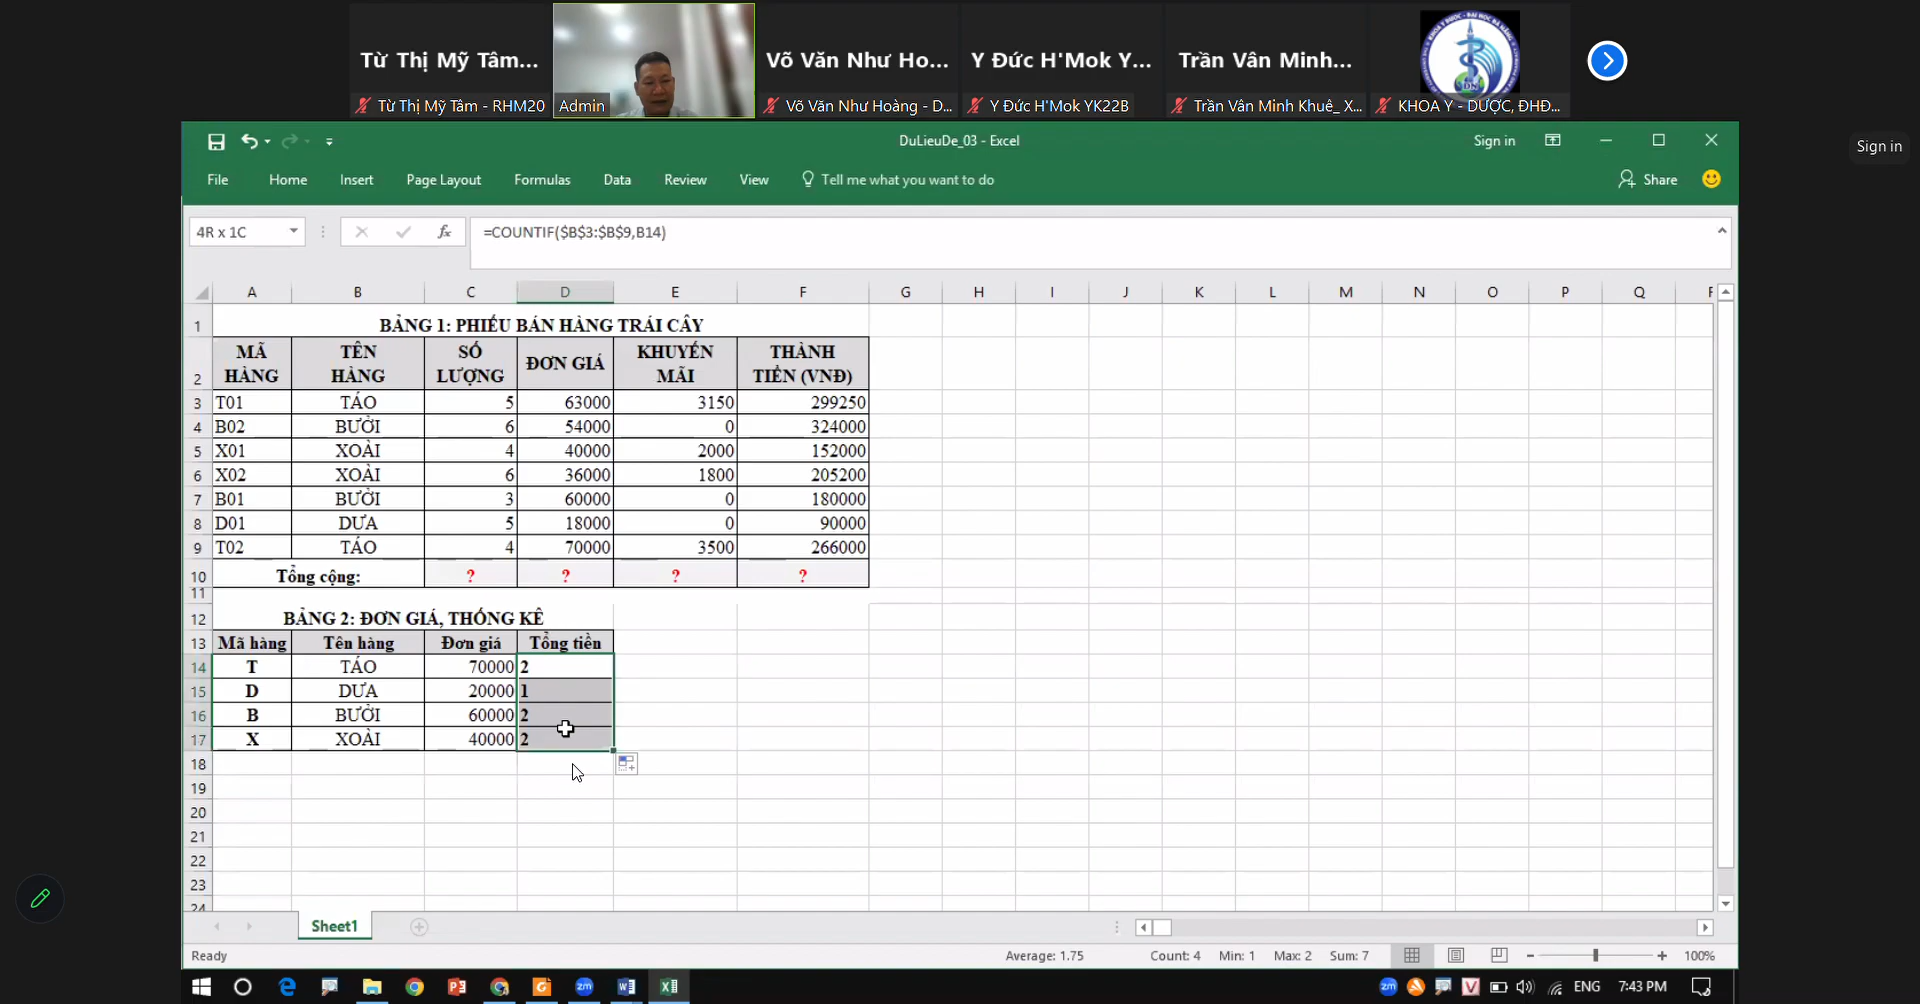 Từ Thị Mỹ Tâm... Võ Văn Như Ho... Y Đức H'Mok Y... Trần Vân Minh...
Từ Thị Mỹ Tâm - RHM20 Admin Võ Văn Như Hoàng - D... Y Đức H'Mok YK22B Trần Vân Minh Khuê_ X... KHOA Y - DƯỢC, ĐHĐ...
Sign in
DuLieuDe_03 - Excel Sign in
File Home Insert Page Layout Formulas Data Review View Tell me what you want to do Share
4R x 1C fx =COUNTIF($B$3:$B$9,B14)
A B C D E F G H I J K L M N O P Q
1 BẢNG 1: PHIẾU BÁN HÀNG TRÁI CÂY
2 MÃ HÀNG TÊN HÀNG SỐ LƯỢNG ĐƠN GIÁ KHUYẾN MÃI THÀNH TIỀN (VNĐ)
3 T01 TÁO 5 63000 3150 299250
4 B02 BƯỞI 6 54000 0 324000
5 X01 XOÀI 4 40000 2000 152000
6 X02 XOÀI 6 36000 1800 205200
7 B01 BƯỞI 3 60000 0 180000
8 D01 DƯA 5 18000 0 90000
9 T02 TÁO 4 70000 3500 266000
10 Tổng cộng: ? ? ? ?
11
12 BẢNG 2: ĐƠN GIÁ, THỐNG KÊ
13 Mã hàng Tên hàng Đơn giá Tổng tiền
14 T TÁO 70000 2
15 D DƯA 20000 1
16 B BƯỞI 60000 2
17 X XOÀI 40000 2
18
19
20
21
22
23
24
Sheet1
Ready Average: 1.75 Count: 4 Min: 1 Max: 2 Sum: 7 100%
zm zm ENG 7:43 PM